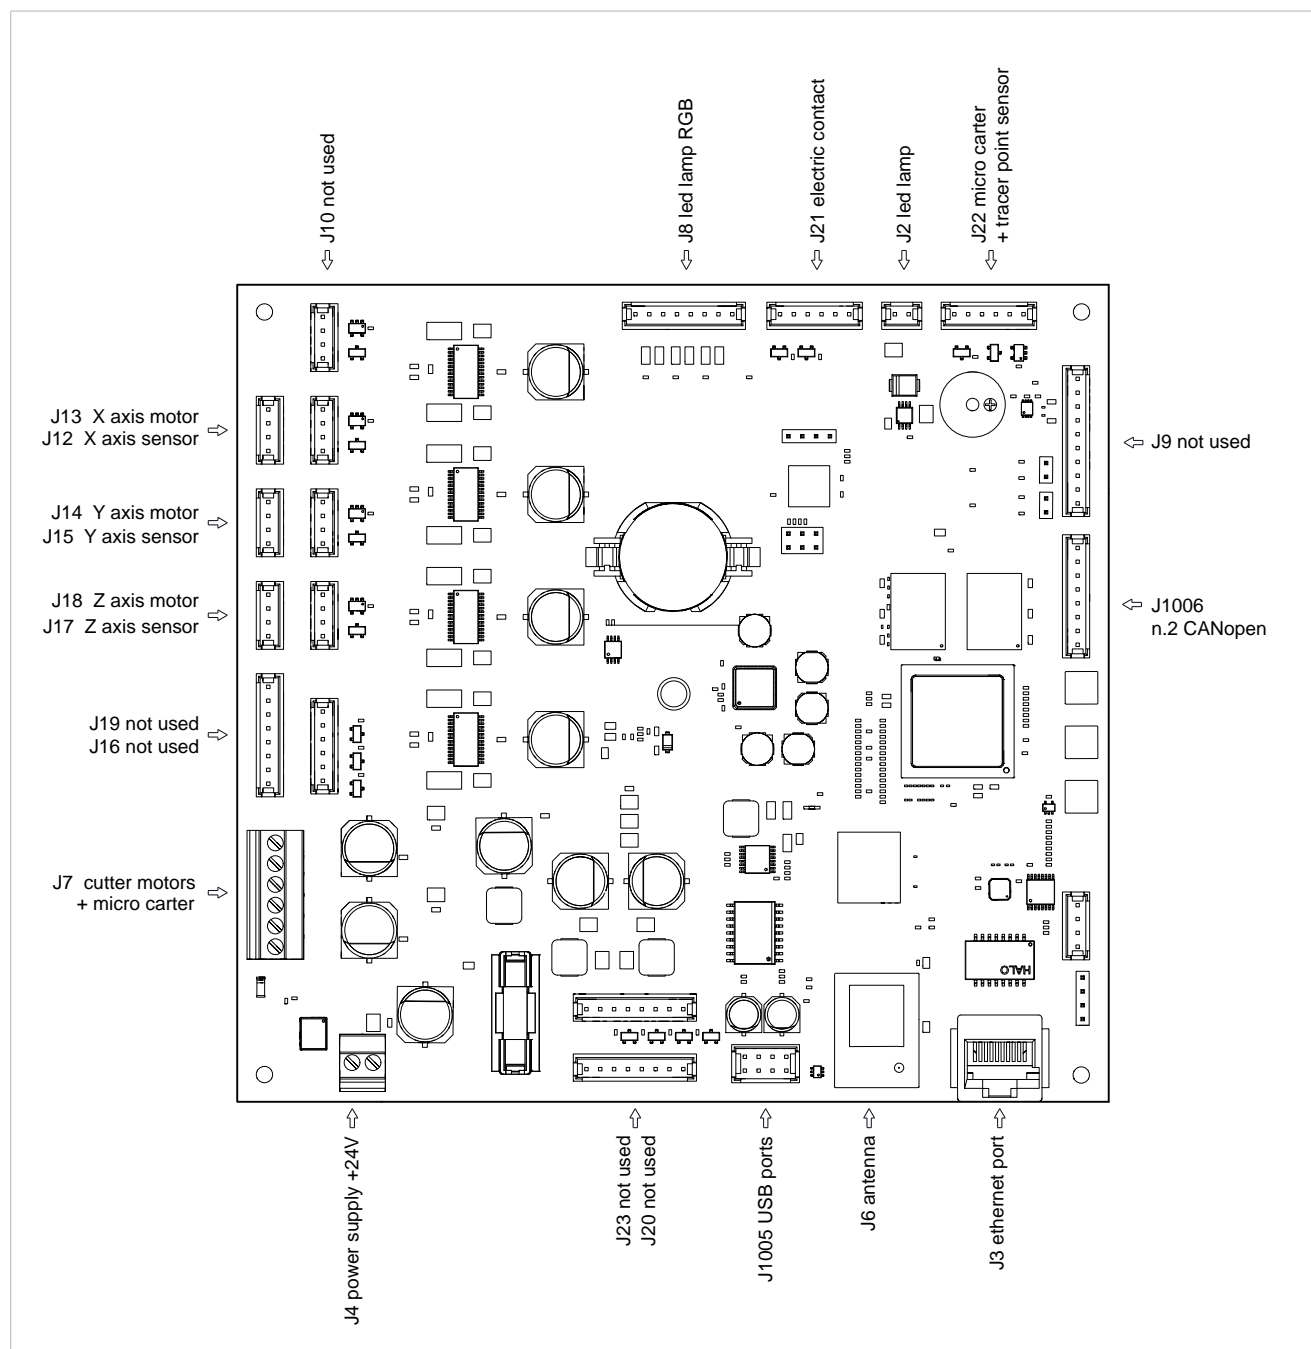 J10 not used
J8 led lamp RGB
J21 electric contact
J2 led lamp
J22 micro carter
+ tracer point sensor
J13 X axis motor
J12 X axis sensor
J14 Y axis motor
J15 Y axis sensor
J18 Z axis motor
J17 Z axis sensor
J19 not used
J16 not used
J7 cutter motors
+ micro carter
J9 not used
J1006
n.2 CANopen
HALO
J4 power supply +24V
J23 not used
J20 not used
J1005 USB ports
J6 antenna
J3 ethernet port